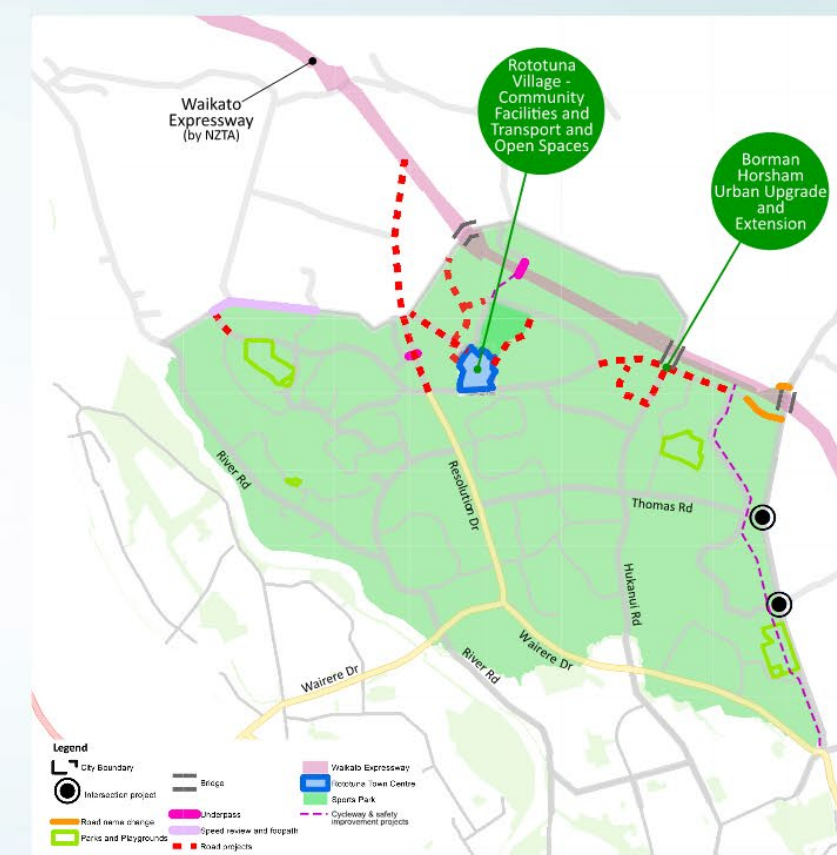 Waikato
Expressway
(by NZTA)
Rototuna
Village -
Community
Facilities and
Transport and
Open Spaces
Borman
Horsham
Urban Upgrade
and
Extension
River Rd
Resolution Dr
Thomas Rd
Hukanui Rd
Wairere Dr
River Rd
Wairere Dr
Legend
City Boundary
Intersection project
Road name change
Parks and Playgrounds
Bridge
Underpass
Speed review and foopath
Road projects
Waikato Expressway
Rototuna Town Centre
Sports Park
Cycleway & safety
improvement projects